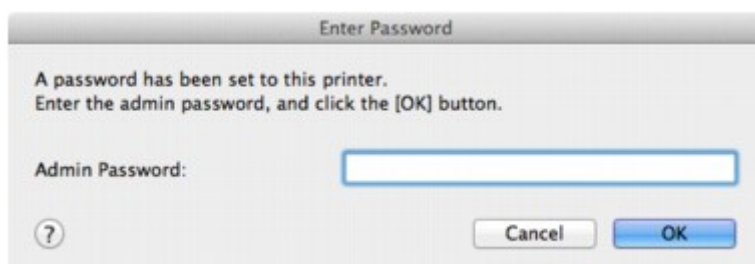 Enter Password
A password has been set to this printer.
Enter the admin password, and click the [OK] button.
Admin Password:
?
Cancel
OK